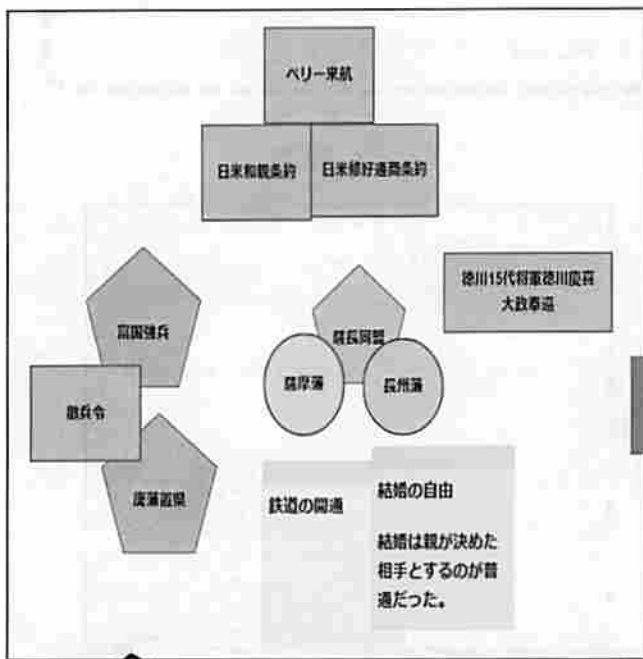 ペリー来航
日米和親条約
日米修好通商条約
徳川15代将軍徳川慶喜
大政奉還
富国強兵
薩長同盟
薩摩藩
長州藩
徴兵令
廃藩置県
鉄道の開通
結婚の自由
結婚は親が決めた
相手とするのが普
通だった。